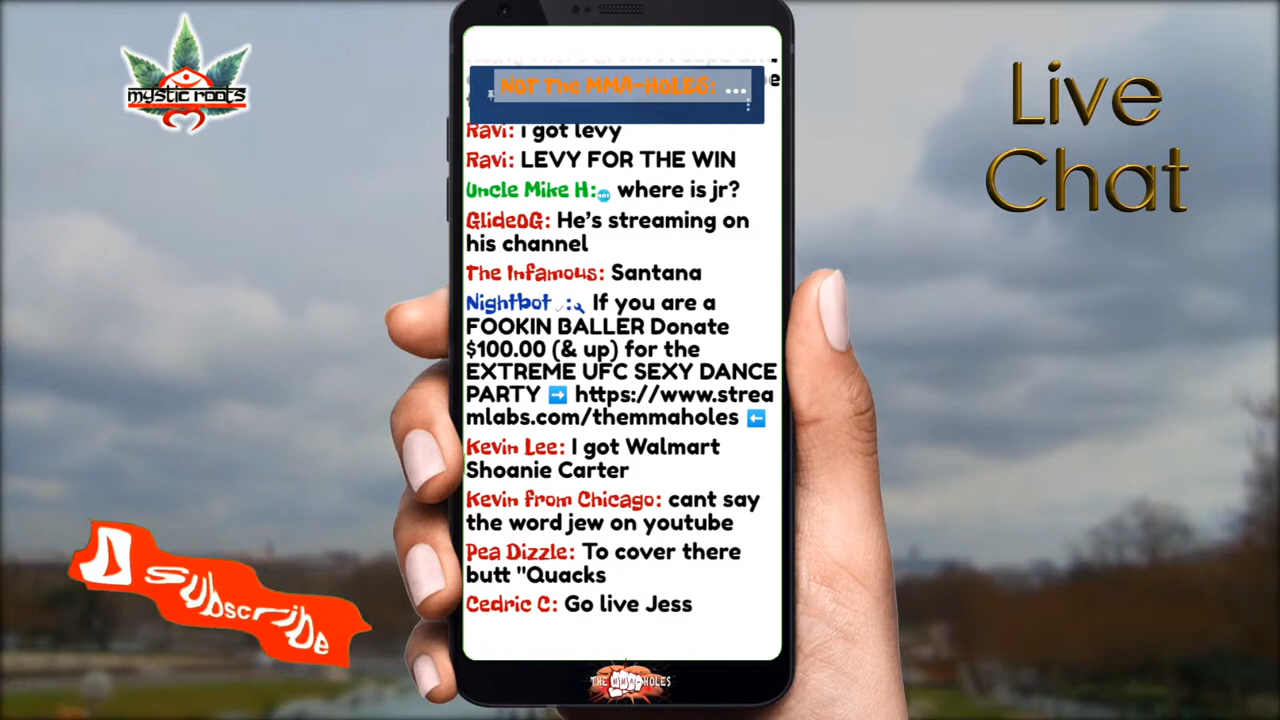 mystic roots
Live
Chat
NOT The MMA-HOLES: ...
Ravi: i got levy
Ravi: LEVY FOR THE WIN
Uncle Mike H: where is jr?
GlideOG: He's streaming on
his channel
The Infamous: Santana
Nightbot : If you are a
FOOKIN BALLER Donate
$100.00 (& up) for the
EXTREME UFC SEXY DANCE
PARTY ➡️ https://www.strea
mlabs.com/themmaholes ⬅️
Kevin Lee: I got Walmart
Shoanie Carter
Kevin from Chicago: cant say
the word jew on youtube
Pea Dizzle: To cover there
butt "Quacks
Cedric C: Go live Jess
Subscribe
THE MMA-HOLES